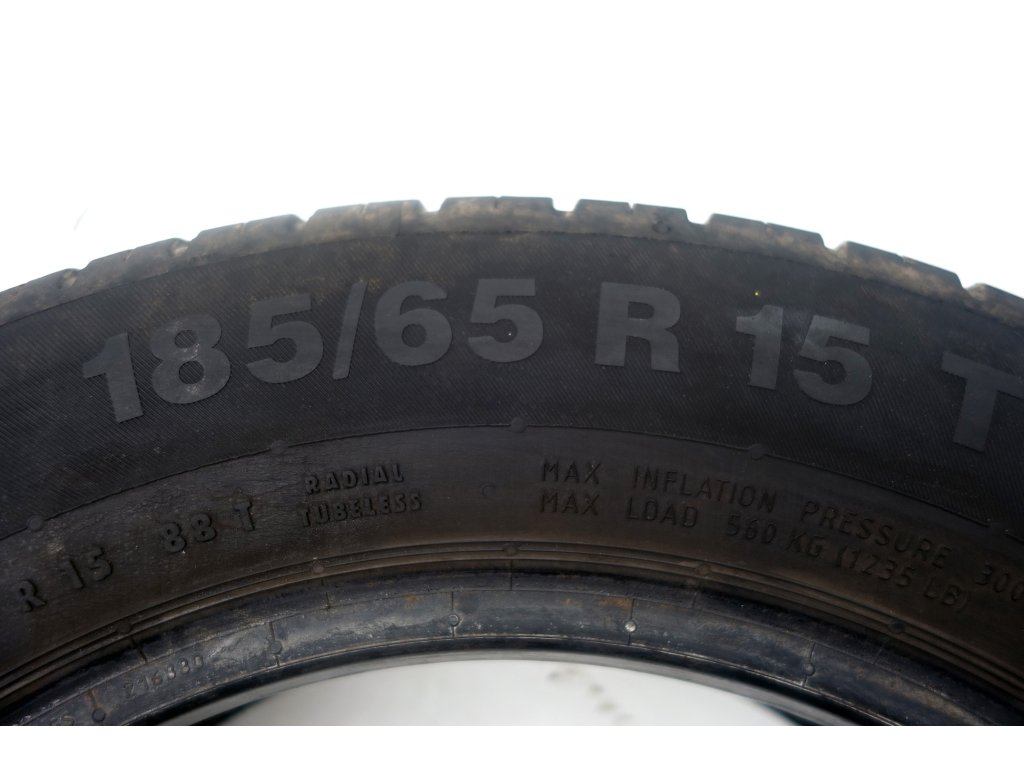 185/65 R 15 T
R 15 88 T
RADIAL
TUBELESS
MAX INFLATION PRESSURE 300
MAX LOAD 560 KG (1235 LB)